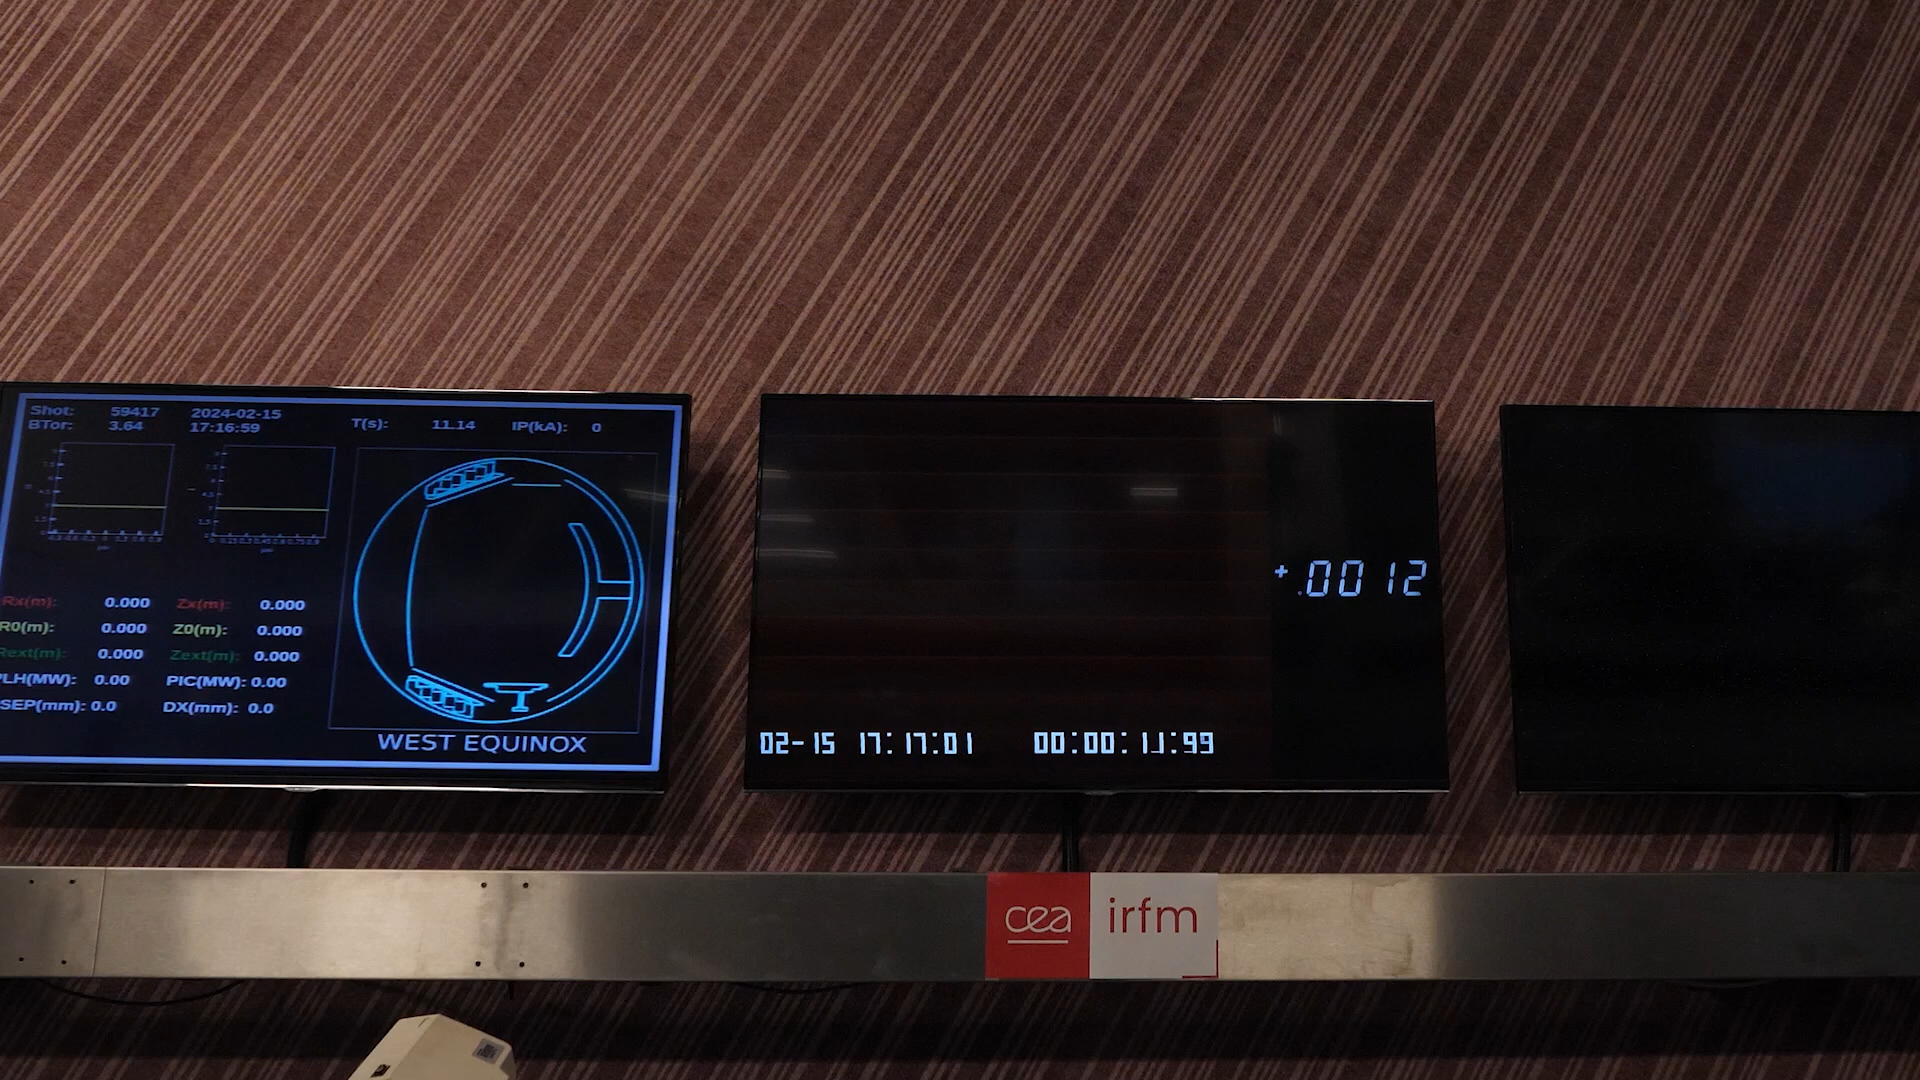 Shot: 59417 2024-02-15
BTor: 3.64 17:16:59 T(s): 11.14 IP(kA): 0
Rx(m): 0.000 Zx(m): 0.000
R0(m): 0.000 Z0(m): 0.000
Rext(m): 0.000 Zext(m): 0.000
PLH(MW): 0.00 PIC(MW): 0.00
SEP(mm): 0.0 DX(mm): 0.0
WEST EQUINOX
+.0012
02-15 17:17:01 00:00:11:99
cea irfm